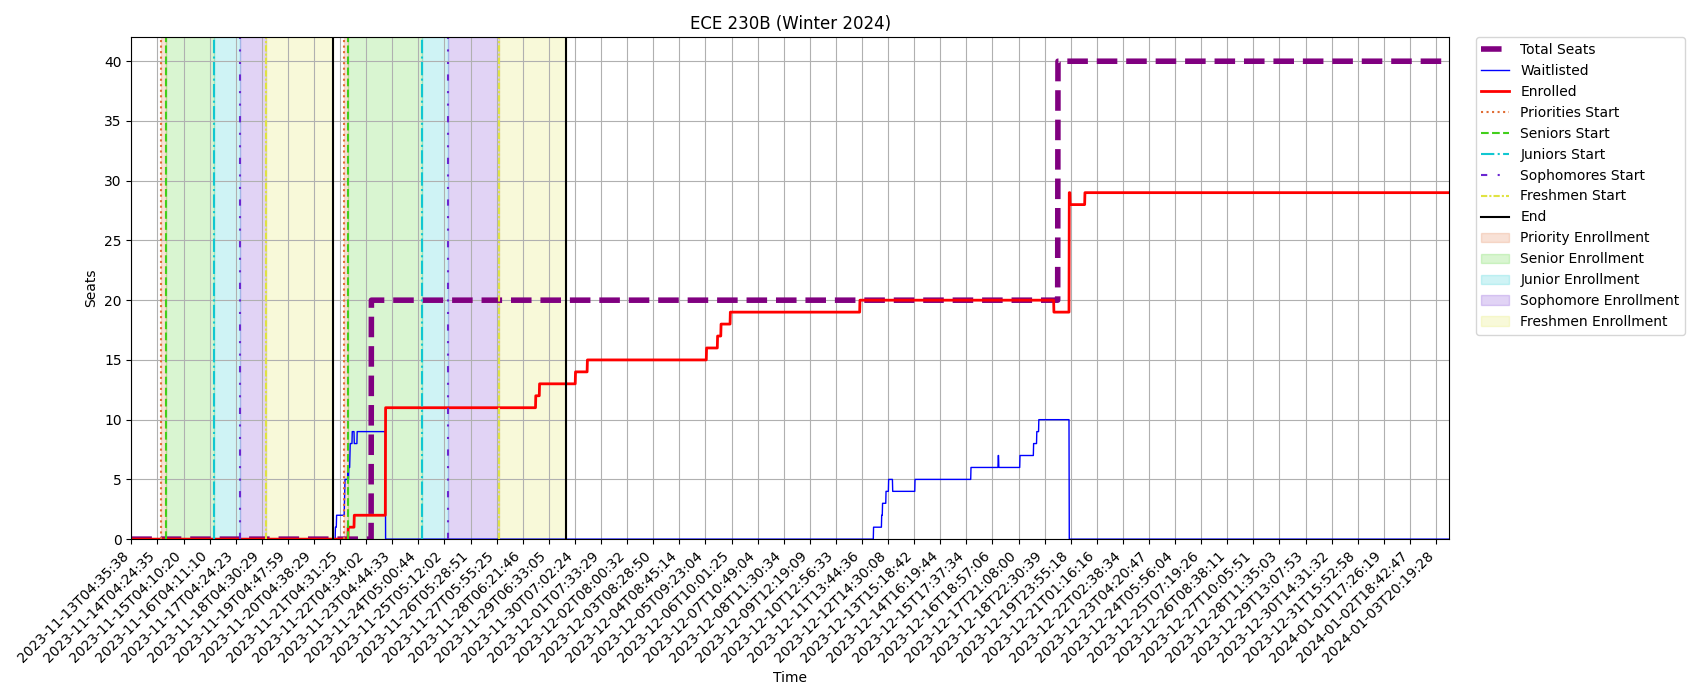 ECE 230B (Winter 2024)
Seats
40
35
30
25
20
15
10
5
0
2023-11-13T04:35:38
2023-11-14T04:24:35
2023-11-15T04:10:20
2023-11-16T04:11:10
2023-11-17T04:24:23
2023-11-18T04:30:29
2023-11-19T04:47:59
2023-11-20T04:38:29
2023-11-21T04:31:25
2023-11-22T04:34:02
2023-11-23T04:44:33
2023-11-24T05:00:44
2023-11-25T05:12:02
2023-11-26T05:28:51
2023-11-27T05:55:25
2023-11-28T06:21:46
2023-11-29T06:33:05
2023-11-30T07:02:24
2023-12-01T07:33:29
2023-12-02T08:00:32
2023-12-03T08:28:50
2023-12-04T08:45:14
2023-12-05T09:23:04
2023-12-06T10:01:25
2023-12-07T10:49:04
2023-12-08T11:30:34
2023-12-09T12:19:09
2023-12-10T12:56:33
2023-12-11T13:44:36
2023-12-12T14:30:08
2023-12-13T15:18:42
2023-12-14T16:19:44
2023-12-15T17:37:34
2023-12-16T18:57:06
2023-12-17T21:08:00
2023-12-18T22:30:39
2023-12-19T23:55:18
2023-12-21T01:16:16
2023-12-22T02:38:34
2023-12-23T04:20:47
2023-12-24T05:56:04
2023-12-25T07:19:26
2023-12-26T08:38:11
2023-12-27T10:05:51
2023-12-28T11:35:03
2023-12-29T13:07:53
2023-12-30T14:31:32
2023-12-31T15:52:58
2024-01-01T17:26:19
2024-01-02T18:42:47
2024-01-03T20:19:28
Time
Total Seats
Waitlisted
Enrolled
Priorities Start
Seniors Start
Juniors Start
Sophomores Start
Freshmen Start
End
Priority Enrollment
Senior Enrollment
Junior Enrollment
Sophomore Enrollment
Freshmen Enrollment